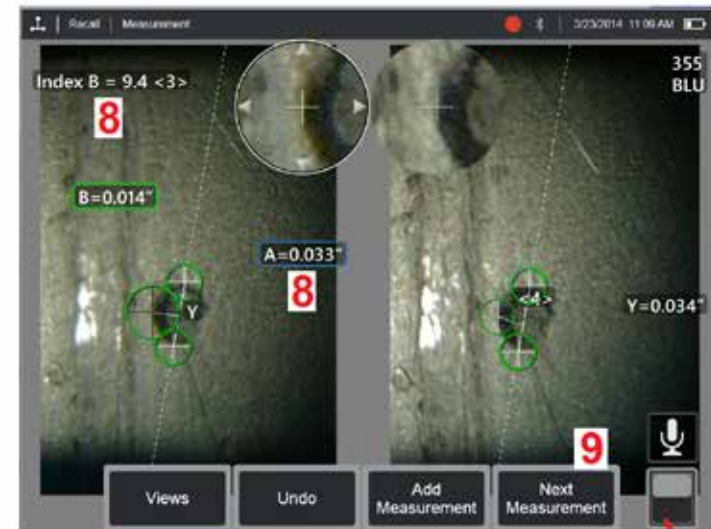 Recall | Measurement
3/23/2014 11:09 AM
Index B = 9.4 <3>
8
355
BLU
B=0.014"
A=0.033"
8
Y
<4>
Y=0.034"
9
Views
Undo
Add
Measurement
Next
Measurement